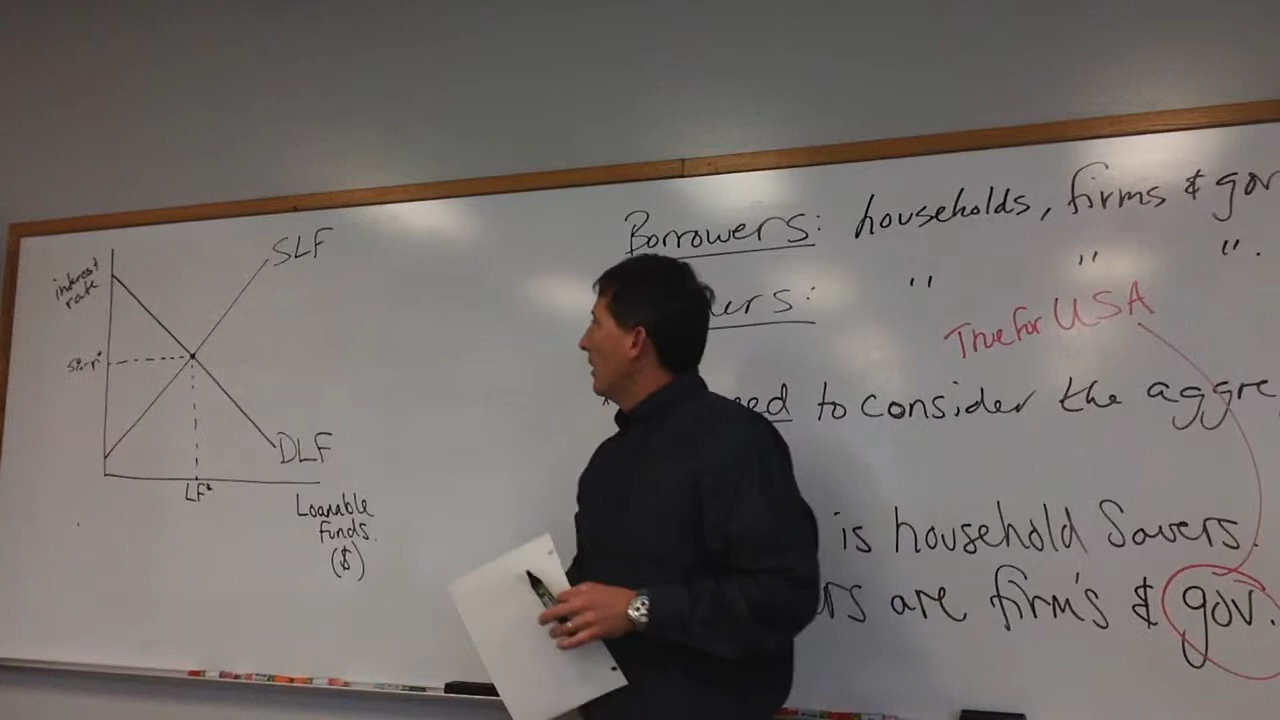 SLF
interest
rate
5%=r*
DLF
LF*
Loanable
funds.
($)
Borrowers: households, firms & gov
ers: " " ".
True for USA
ed to consider the aggre
is household Savers.
rs are firm's & gov.